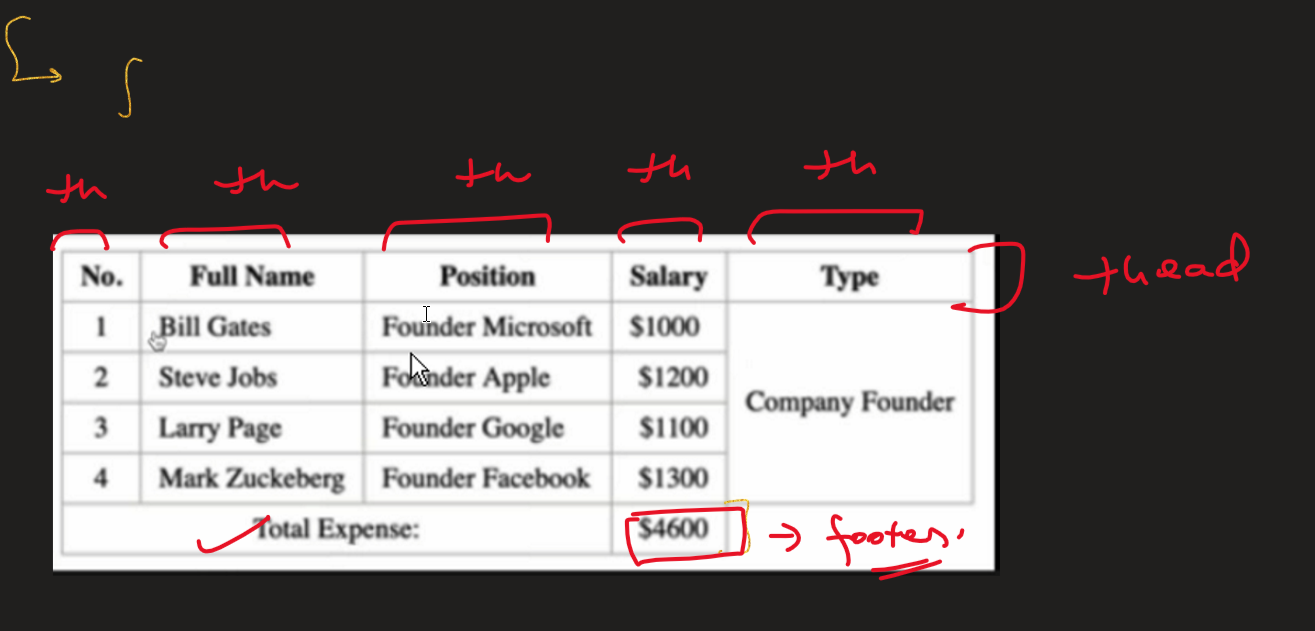 th th th th th
No. Full Name Position Salary Type
thead
1 Bill Gates Founder Microsoft $1000
2 Steve Jobs Founder Apple $1200
Company Founder
3 Larry Page Founder Google $1100
4 Mark Zuckeberg Founder Facebook $1300
Total Expense: $4600 → footer.